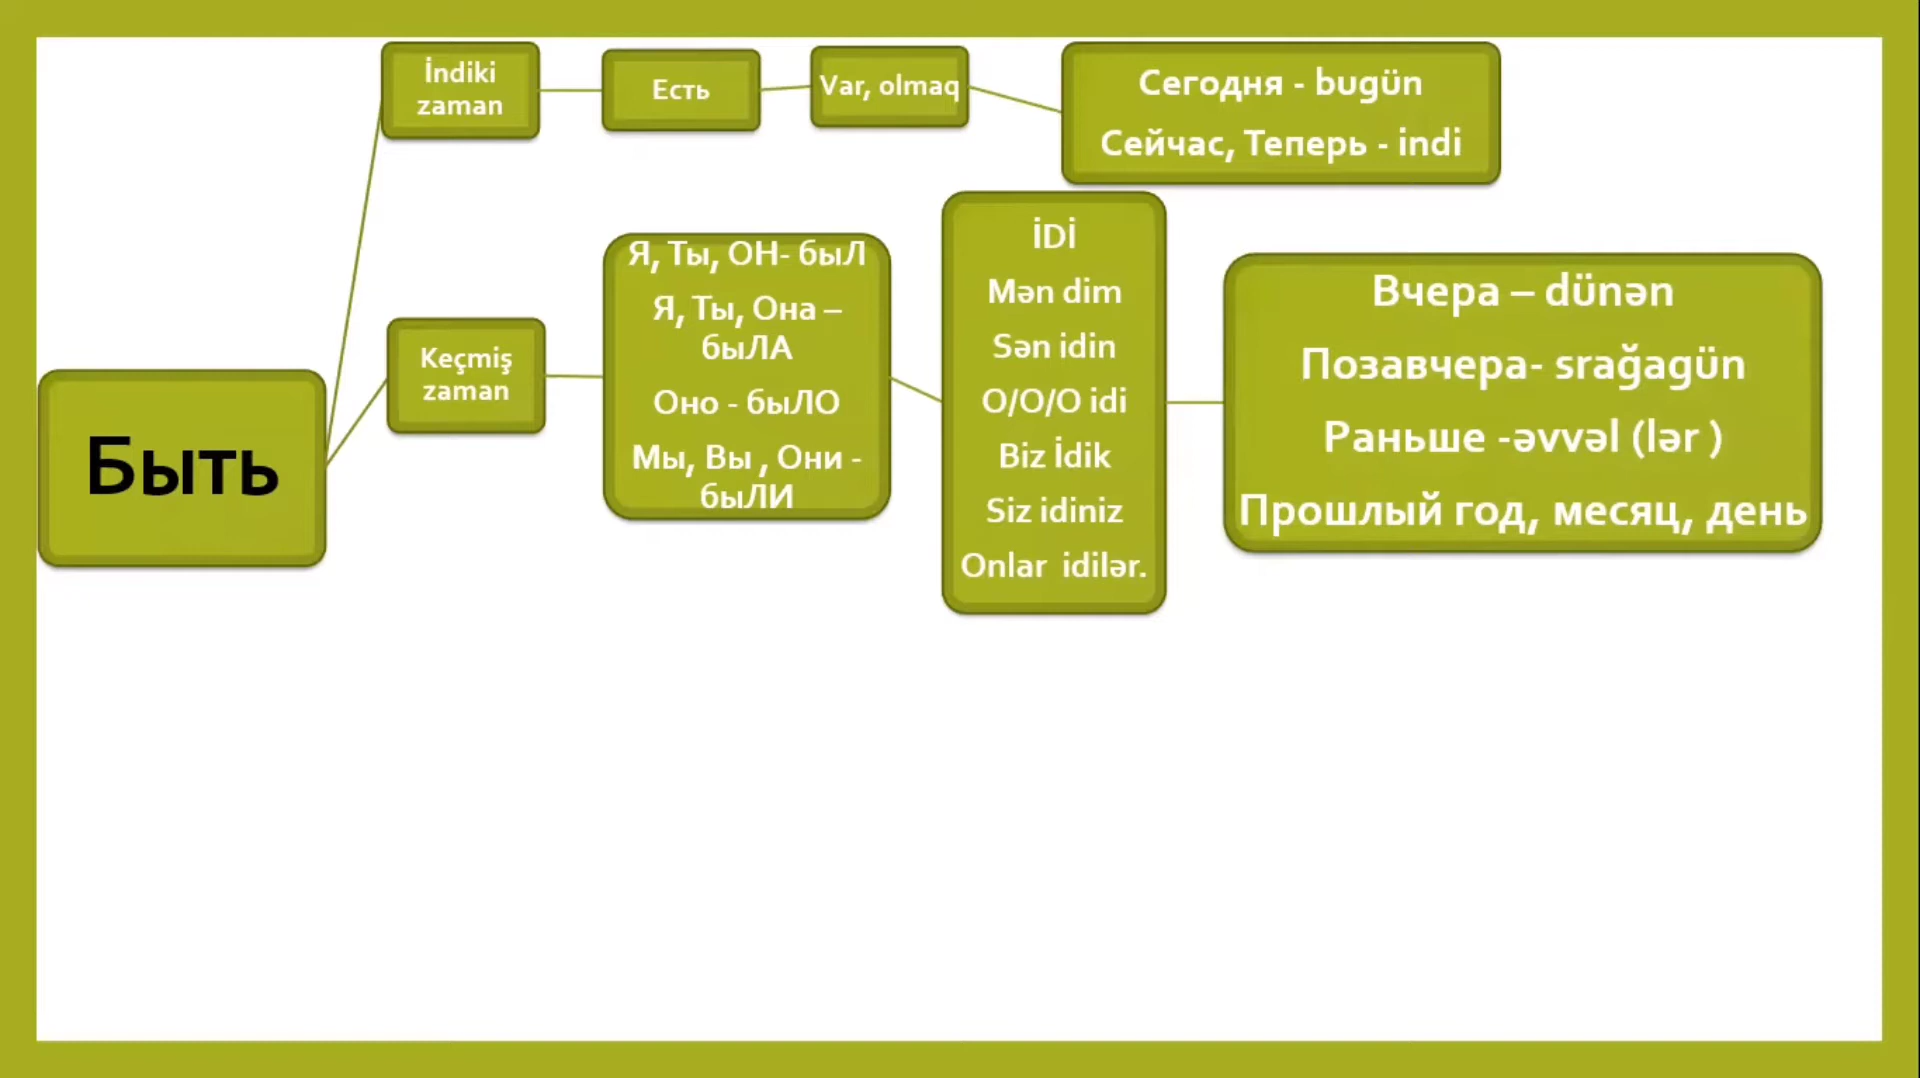 Быть
İndiki
zaman
Есть
Var, olmaq
Сегодня - bugün
Сейчас, Теперь - indi
Keçmiş
zaman
Я, Ты, ОН- быЛ
Я, Ты, Она –
быЛА
Оно - быЛО
Мы, Вы , Они -
быЛИ
İDİ
Mən dim
Sən idin
O/O/O idi
Biz İdik
Siz idiniz
Onlar idilər.
Вчера – dünən
Позавчера- srağagün
Раньше -əvvəl (lər )
Прошлый год, месяц, день